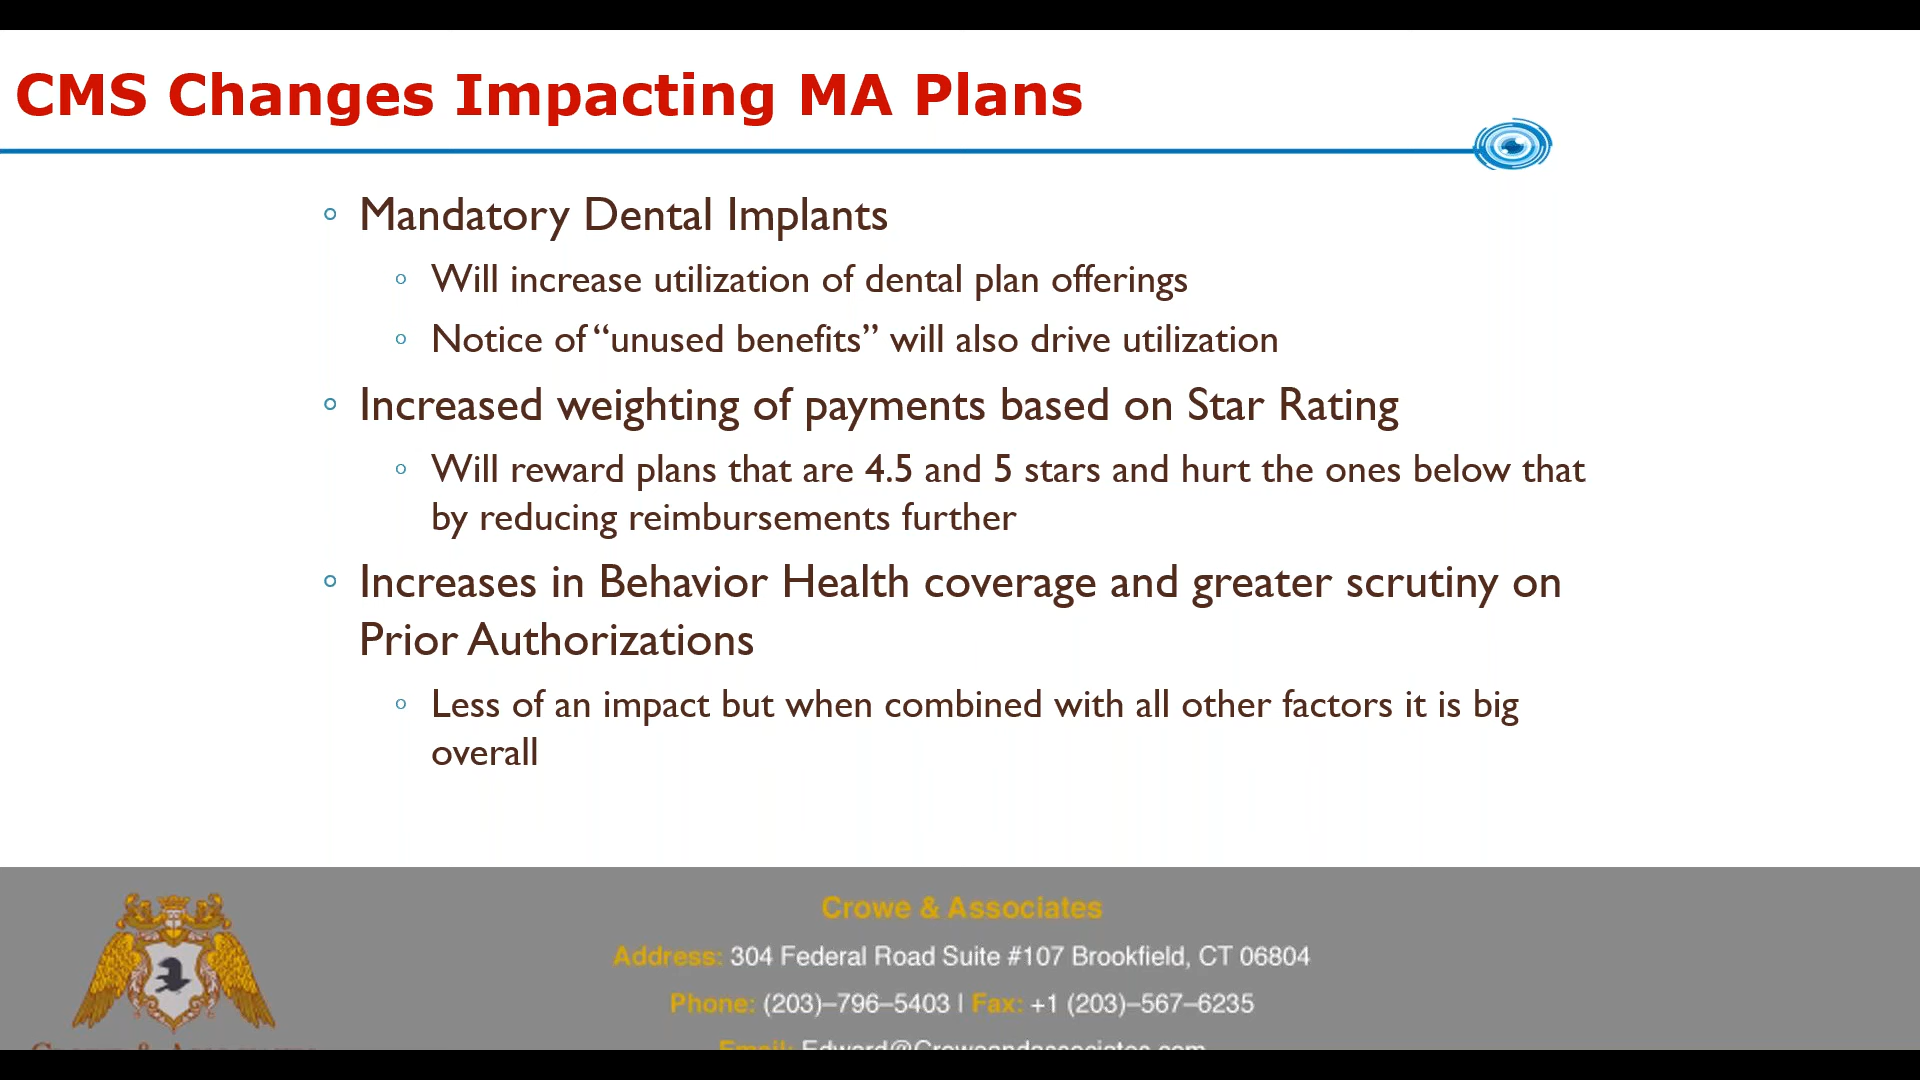 CMS Changes Impacting MA Plans
Mandatory Dental Implants
Will increase utilization of dental plan offerings
Notice of “unused benefits” will also drive utilization
Increased weighting of payments based on Star Rating
Will reward plans that are 4.5 and 5 stars and hurt the ones below that
by reducing reimbursements further
Increases in Behavior Health coverage and greater scrutiny on
Prior Authorizations
Less of an impact but when combined with all other factors it is big
overall
Crowe & Associates
Address: 304 Federal Road Suite #107 Brookfield, CT 06804
Phone: (203)–796–5403 | Fax: +1 (203)–567–6235
Email: Edward@Croweandassociates.com